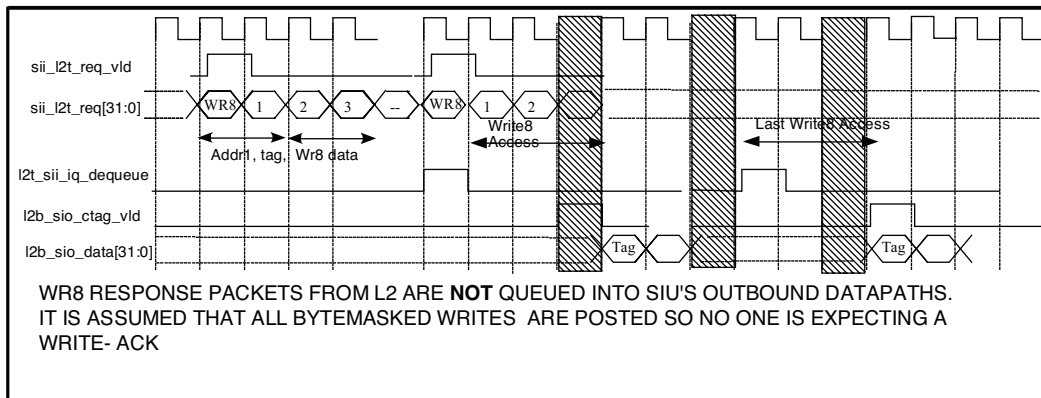 sii_l2t_req_vld
sii_l2t_req[31:0]
WR8 1 2 3 -- WR8 1 2
Addr1, tag, Wr8 data
Write8
Access
Last Write8 Access
l2t_sii_iq_dequeue
l2b_sio_ctag_vld
l2b_sio_data[31:0]
Tag Tag
WR8 RESPONSE PACKETS FROM L2 ARE NOT QUEUED INTO SIU'S OUTBOUND DATAPATHS.
IT IS ASSUMED THAT ALL BYTEMASKED WRITES ARE POSTED SO NO ONE IS EXPECTING A
WRITE- ACK